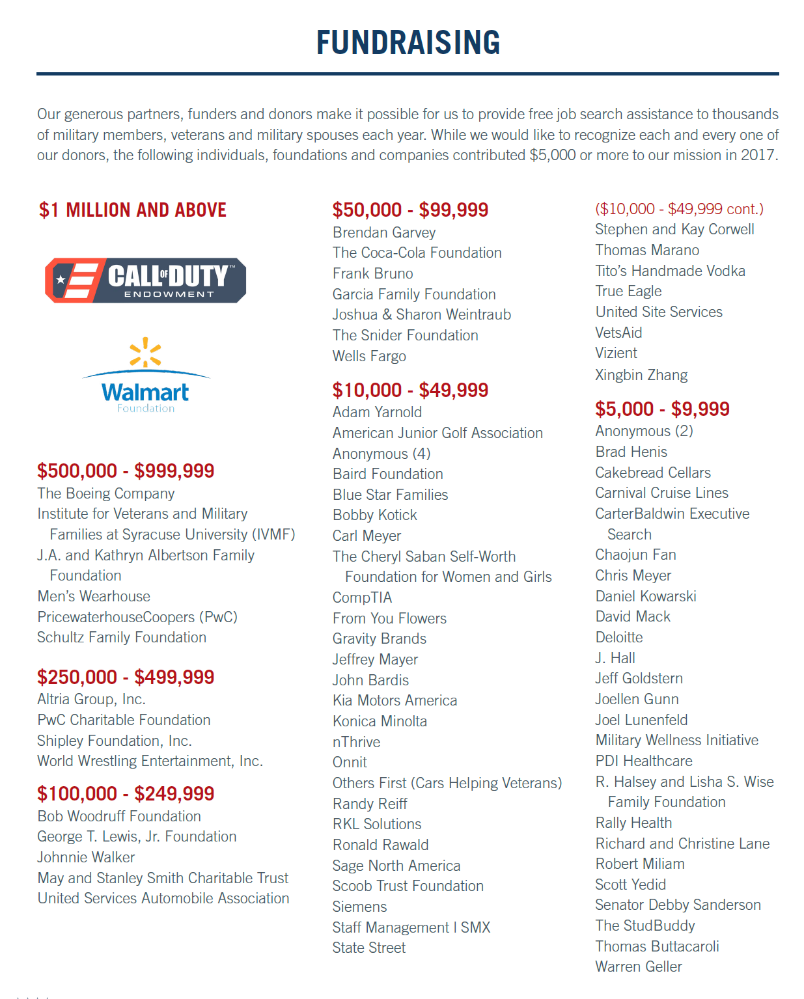 FUNDRAISING
Our generous partners, funders and donors make it possible for us to provide free job search assistance to thousands
of military members, veterans and military spouses each year. While we would like to recognize each and every one of
our donors, the following individuals, foundations and companies contributed $5,000 or more to our mission in 2017.
$1 MILLION AND ABOVE
CALL OF DUTY™
ENDOWMENT
Walmart
Foundation
$500,000 - $999,999
The Boeing Company
Institute for Veterans and Military
Families at Syracuse University (IVMF)
J.A. and Kathryn Albertson Family
Foundation
Men’s Wearhouse
PricewaterhouseCoopers (PwC)
Schultz Family Foundation
$250,000 - $499,999
Altria Group, Inc.
PwC Charitable Foundation
Shipley Foundation, Inc.
World Wrestling Entertainment, Inc.
$100,000 - $249,999
Bob Woodruff Foundation
George T. Lewis, Jr. Foundation
Johnnie Walker
May and Stanley Smith Charitable Trust
United Services Automobile Association
$50,000 - $99,999
Brendan Garvey
The Coca-Cola Foundation
Frank Bruno
Garcia Family Foundation
Joshua & Sharon Weintraub
The Snider Foundation
Wells Fargo
$10,000 - $49,999
Adam Yarnold
American Junior Golf Association
Anonymous (4)
Baird Foundation
Blue Star Families
Bobby Kotick
Carl Meyer
The Cheryl Saban Self-Worth
Foundation for Women and Girls
CompTIA
From You Flowers
Gravity Brands
Jeffrey Mayer
John Bardis
Kia Motors America
Konica Minolta
nThrive
Onnit
Others First (Cars Helping Veterans)
Randy Reiff
RKL Solutions
Ronald Rawald
Sage North America
Scoob Trust Foundation
Siemens
Staff Management | SMX
State Street
($10,000 - $49,999 cont.)
Stephen and Kay Corwell
Thomas Marano
Tito’s Handmade Vodka
True Eagle
United Site Services
VetsAid
Vizient
Xingbin Zhang
$5,000 - $9,999
Anonymous (2)
Brad Henis
Cakebread Cellars
Carnival Cruise Lines
CarterBaldwin Executive
Search
Chaojun Fan
Chris Meyer
Daniel Kowarski
David Mack
Deloitte
J. Hall
Jeff Goldstern
Joellen Gunn
Joel Lunenfeld
Military Wellness Initiative
PDI Healthcare
R. Halsey and Lisha S. Wise
Family Foundation
Rally Health
Richard and Christine Lane
Robert Miliam
Scott Yedid
Senator Debby Sanderson
The StudBuddy
Thomas Buttacaroli
Warren Geller